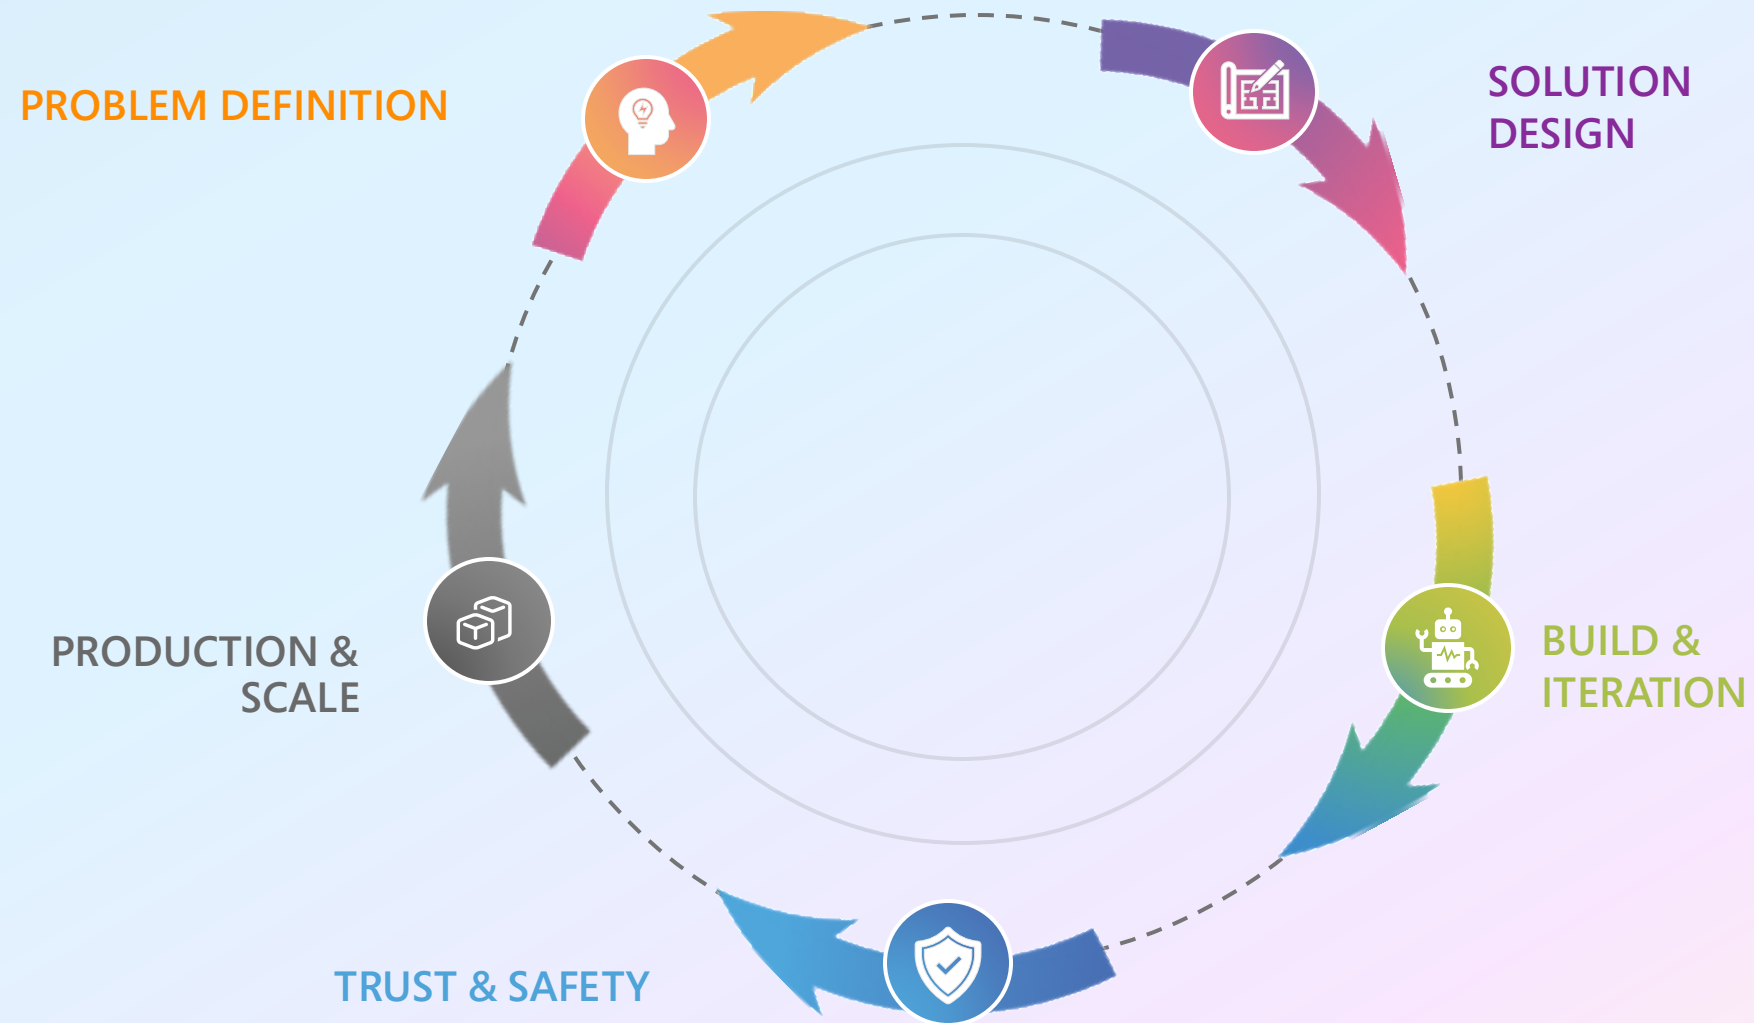 PROBLEM DEFINITION
SOLUTION
DESIGN
BUILD &
ITERATION
TRUST & SAFETY
PRODUCTION &
SCALE